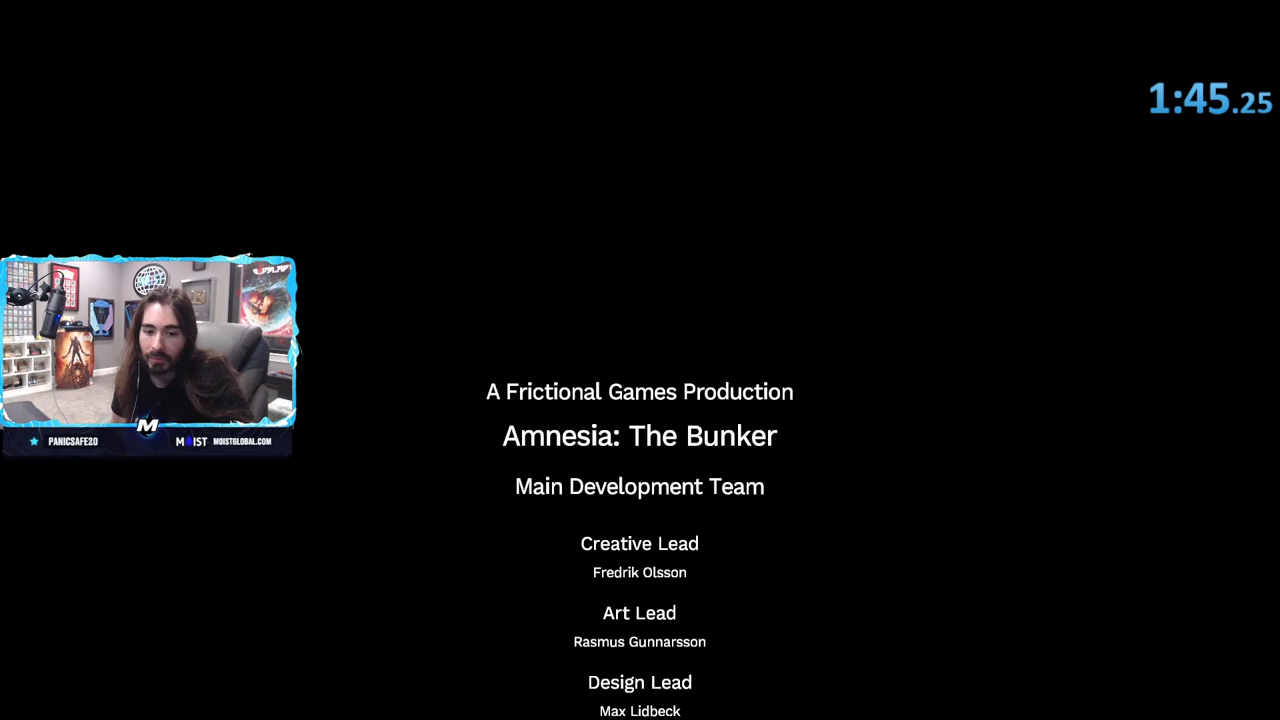 1:45.25
PANICSAFE20
M
MOIST MOISTGLOBAL.COM
A Frictional Games Production
Amnesia: The Bunker
Main Development Team
Creative Lead
Fredrik Olsson
Art Lead
Rasmus Gunnarsson
Design Lead
Max Lidbeck